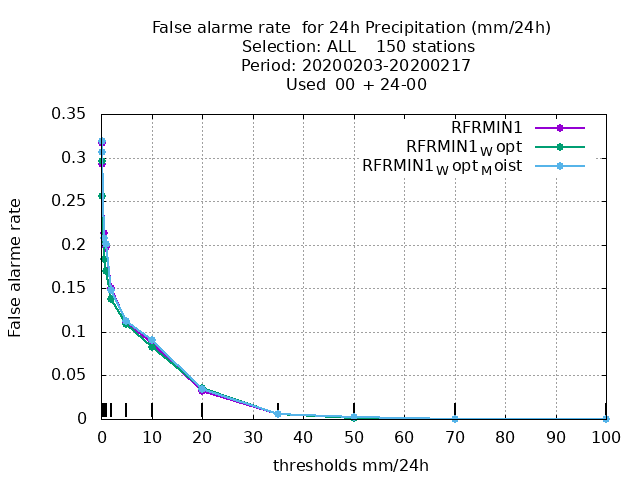 False alarme rate  for 24h Precipitation (mm/24h)
Selection: ALL    150 stations
Period: 20200203-20200217
Used  00 + 24-00
RFRMIN1
RFRMIN1_Wopt
RFRMIN1_Wopt_Moist
False alarme rate
0.35
0.3
0.25
0.2
0.15
0.1
0.05
0
0 10 20 30 40 50 60 70 80 90 100
thresholds mm/24h